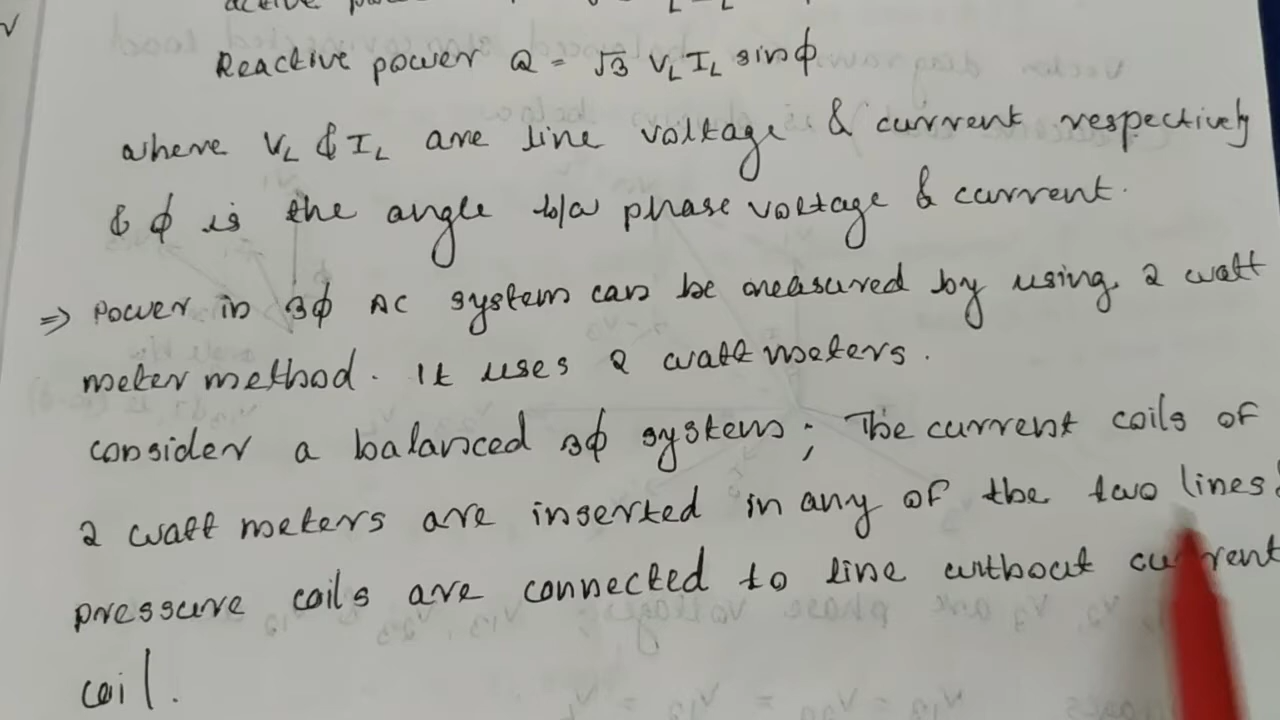 Reactive power Q = √3 VL IL sinϕ
where VL & IL are line voltage & current respectively
& ϕ is the angle b/w phase voltage & current.
⇒ Power in 3ϕ AC system can be measured by using 2 watt
meter method. It uses 2 watt meters.
consider a balanced 3ϕ system; The current coils of
2 watt meters are inserted in any of the two lines
pressure coils are connected to line without current
coil.